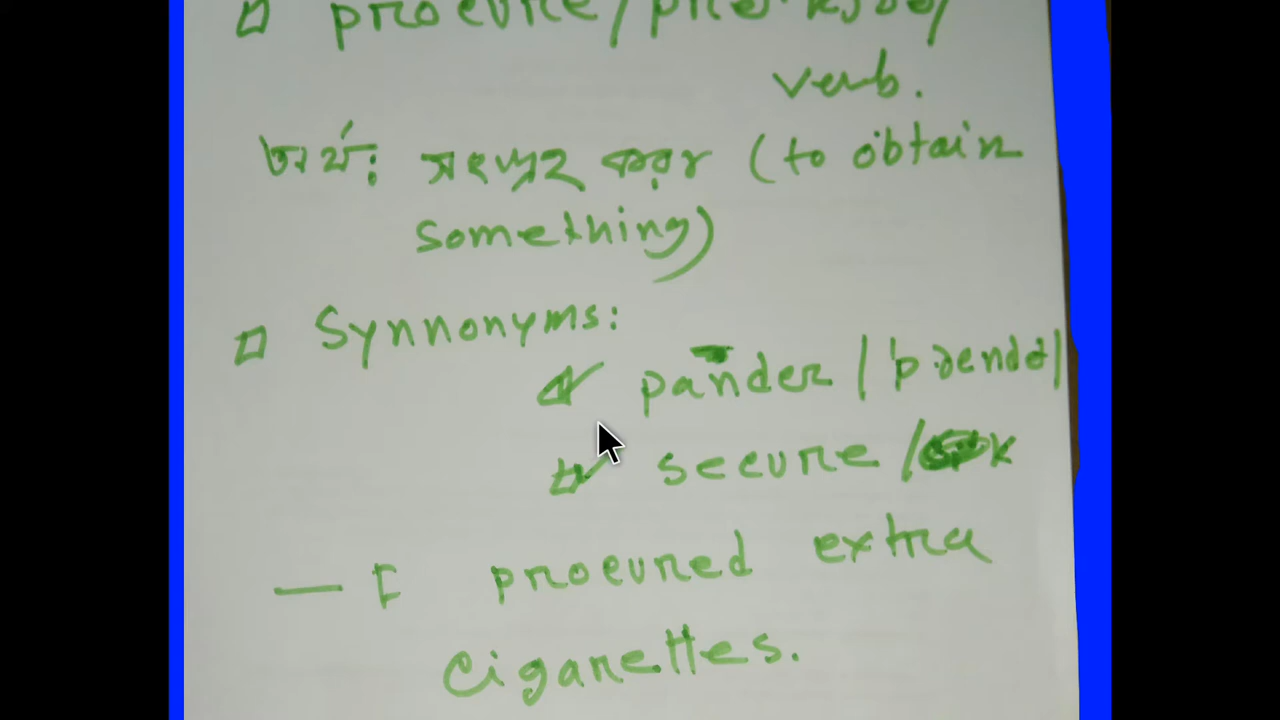 procure/
verb.
অর্থ: সংগ্রহ করা (to obtain
something)
Synnonyms:
pander/
secure/
— I procured extra
cigarettes.